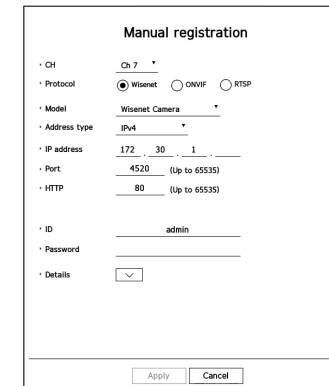 Manual registration
CH Ch 7
Protocol Wisenet ONVIF RTSP
Model Wisenet Camera
Address type IPv4
IP address 172 . 30 . 1 .
Port 4520 (Up to 65535)
HTTP 80 (Up to 65535)
ID admin
Password
Details
Apply Cancel